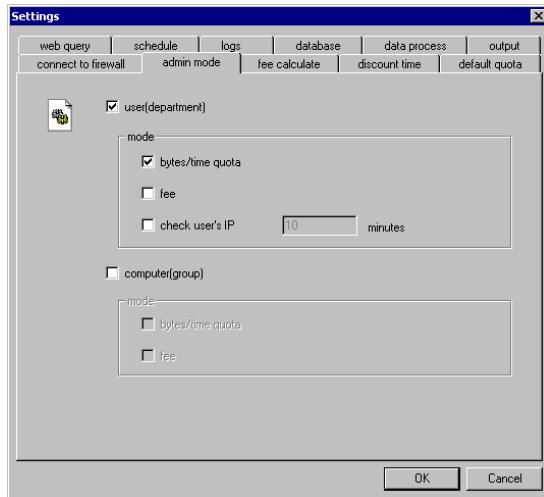 Settings
web query schedule logs database data process output
connect to firewall admin mode fee calculate discount time default quota
user(department)
mode
bytes/time quota
fee
check user's IP 10 minutes
computer(group)
mode
bytes/time quota
fee
OK Cancel